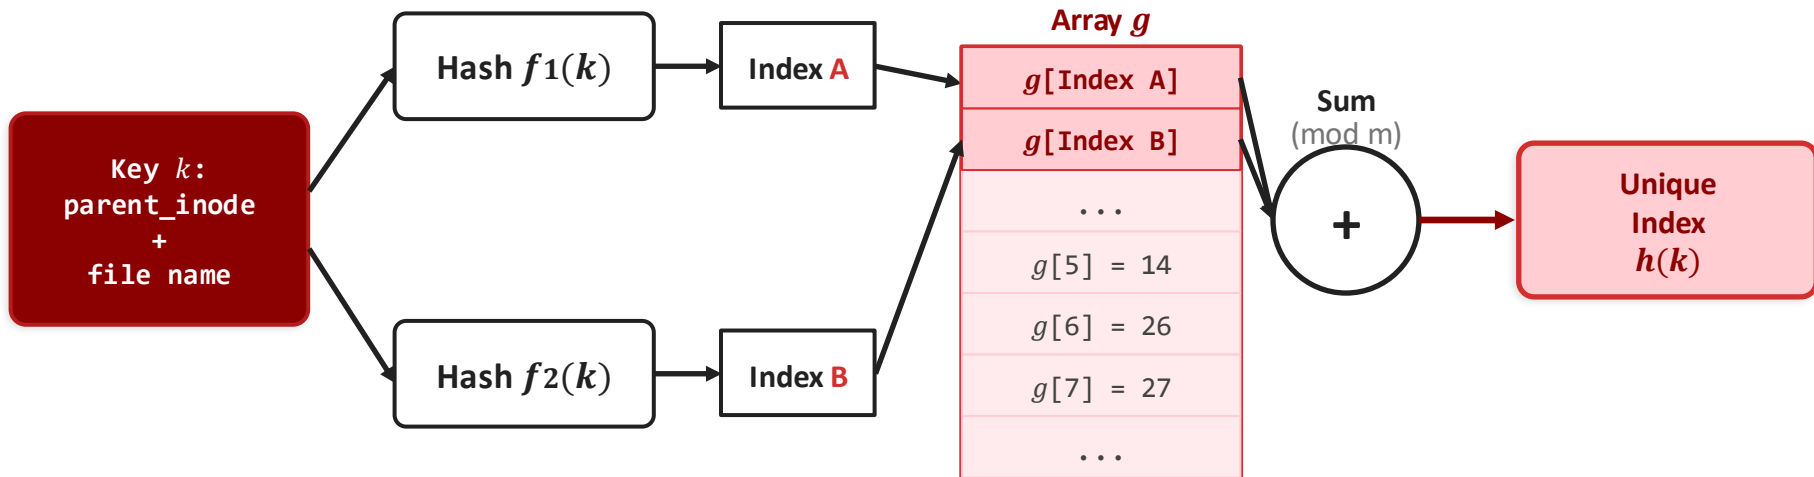 Key k:
parent_inode
+
file name
Hash f1(k)
Index A
Hash f2(k)
Index B
Array g
g[Index A]
g[Index B]
...
g[5] = 14
g[6] = 26
g[7] = 27
...
Sum
(mod m)
+
Unique
Index
h(k)